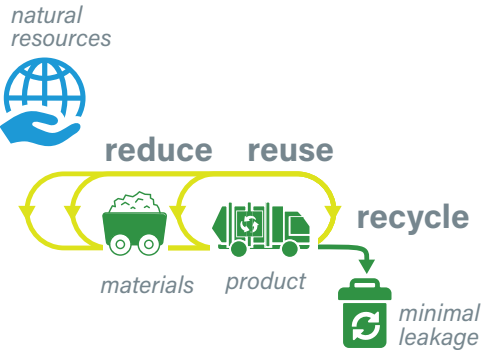 natural
resources
reduce reuse
recycle
materials product
minimal
leakage